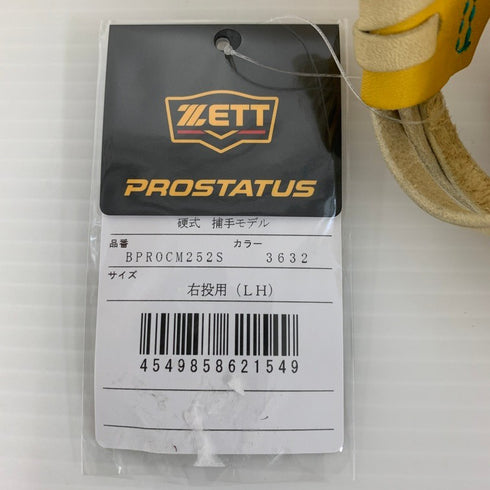 ZETT
PROSTATUS
硬式 捕手モデル
品番 カラー
BPROCM252S 3632
サイズ
右投用(LH)
4549858621549